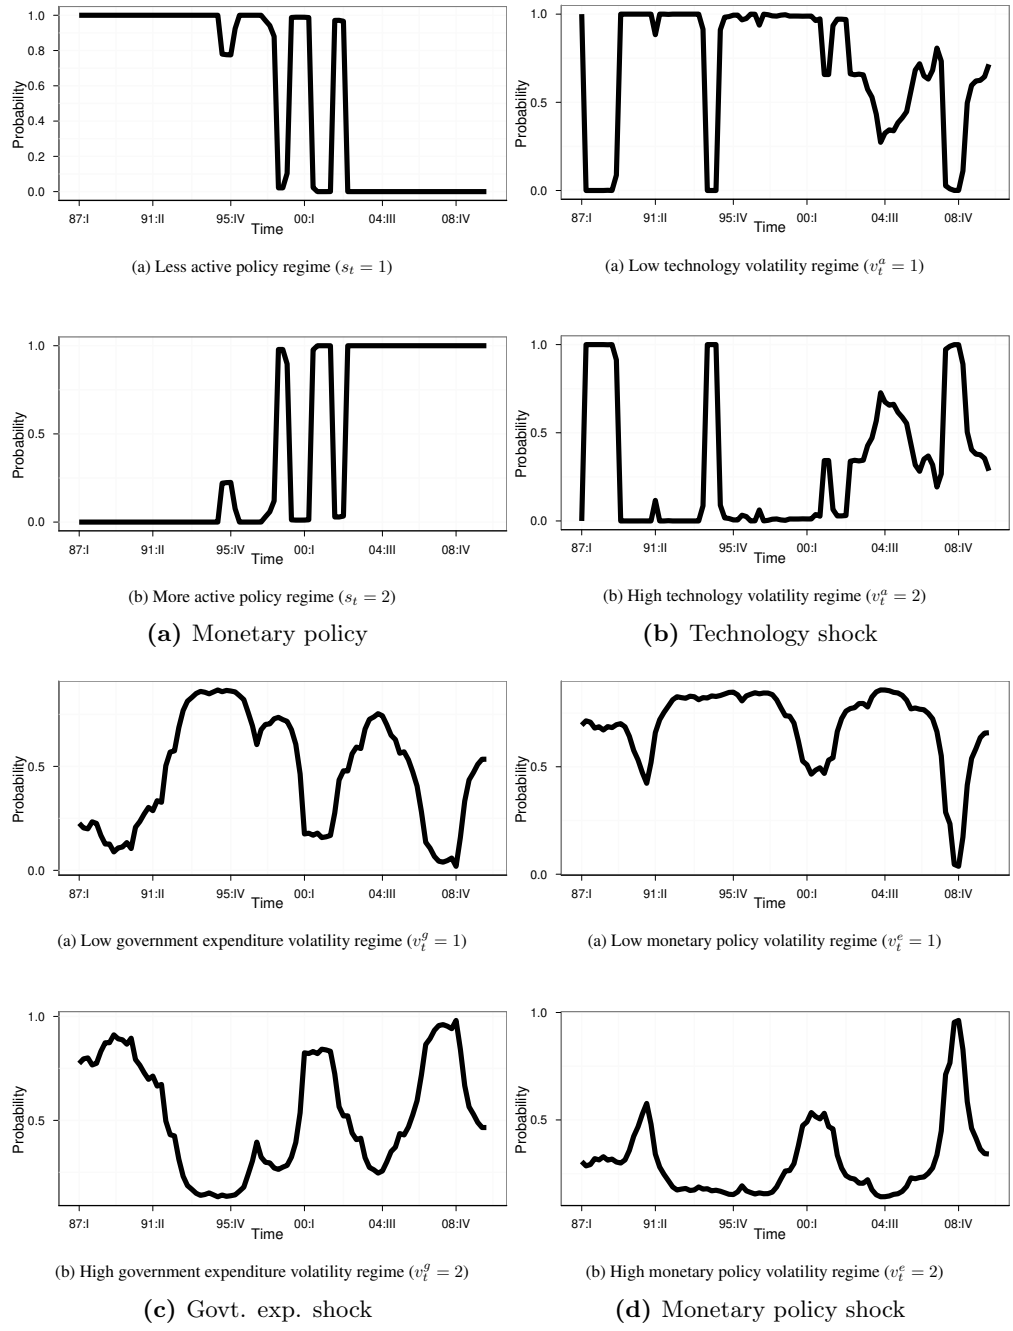 1.0
0.8
0.6
0.4
0.2
0.0
Probability
87:I 91:II 95:IV 00:I 04:III 08:IV
Time
(a) Less active policy regime (s_t = 1)
1.0
0.5
0.0
Probability
87:I 91:II 95:IV 00:I 04:III 08:IV
Time
(a) Low technology volatility regime (v_t^a = 1)
1.0
0.5
0.0
Probability
87:I 91:II 95:IV 00:I 04:III 08:IV
Time
(b) More active policy regime (s_t = 2)
(a) Monetary policy
1.0
0.5
0.0
Probability
87:I 91:II 95:IV 00:I 04:III 08:IV
Time
(b) High technology volatility regime (v_t^a = 2)
(b) Technology shock
0.5
0.0
Probability
87:I 91:II 95:IV 00:I 04:III 08:IV
Time
(a) Low government expenditure volatility regime (v_t^g = 1)
0.5
0.0
Probability
87:I 91:II 95:IV 00:I 04:III 08:IV
Time
(a) Low monetary policy volatility regime (v_t^e = 1)
1.0
0.5
Probability
87:I 91:II 95:IV 00:I 04:III 08:IV
Time
(b) High government expenditure volatility regime (v_t^g = 2)
(c) Govt. exp. shock
1.0
0.5
Probability
87:I 91:II 95:IV 00:I 04:III 08:IV
Time
(b) High monetary policy volatility regime (v_t^e = 2)
(d) Monetary policy shock